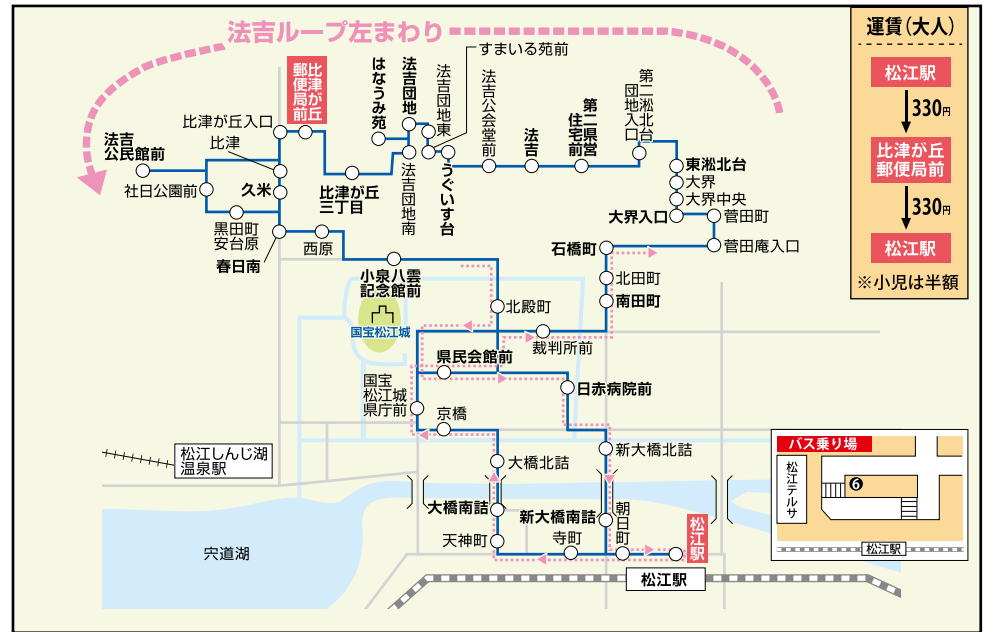 法吉ループ左まわり
運賃（大人）
松江駅
330円
比津が丘
郵便局前
330円
松江駅
※小児は半額
すまいる苑前
比津が丘
郵便局前
はなうみ苑
法吉団地
法吉団地東
法吉公会堂前
法吉
第二県営
住宅前
第二淞北台
団地入口
比津が丘入口
比津
法吉
公民館前
社日公園前
久米
黒田町
安台原
春日南
西原
比津が丘
三丁目
法吉団地南
うぐいす台
東淞北台
大界
大界中央
大界入口
菅田町
菅田庵入口
石橋町
北田町
南田町
小泉八雲
記念館前
国宝松江城
北殿町
裁判所前
県民会館前
国宝
松江城
県庁前
日赤病院前
京橋
新大橋北詰
大橋北詰
松江しんじ湖
温泉駅
大橋南詰
新大橋南詰
朝日町
天神町
寺町
松江駅
宍道湖
松江駅
バス乗り場
松江テルサ
6
松江駅